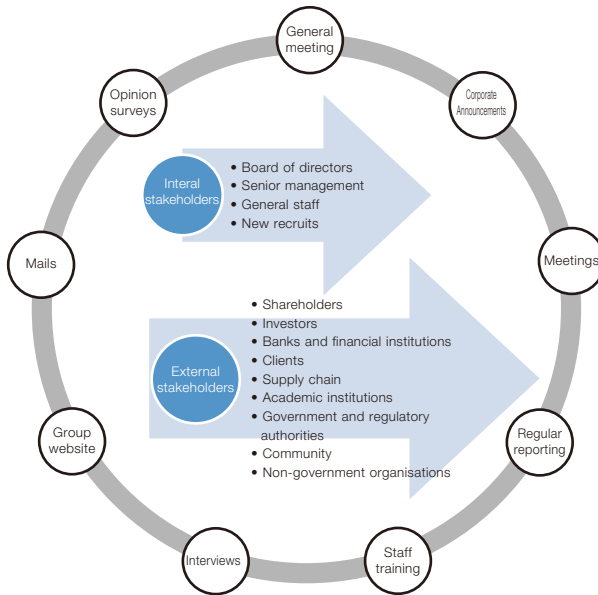 General
meeting
Opinion
surveys
Corporate
Announcements
Interal
stakeholders
• Board of directors
• Senior management
• General staff
• New recruits
Mails
Meetings
External
stakeholders
• Shareholders
• Investors
• Banks and financial institutions
• Clients
• Supply chain
• Academic institutions
• Government and regulatory
authorities
• Community
• Non-government organisations
Group
website
Regular
reporting
Interviews
Staff
training